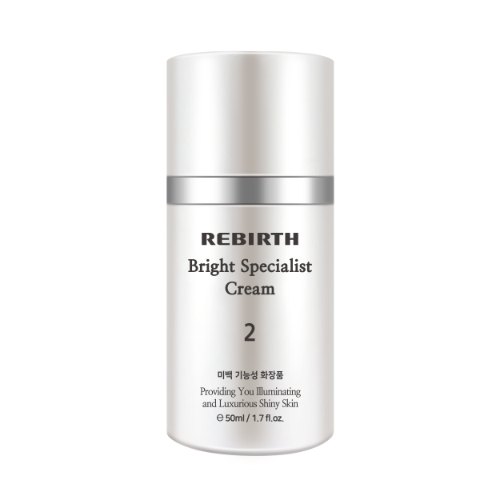 REBIRTH
Bright Specialist
Cream
2
미백 기능성 화장품
Providing You Illuminating
and Luxurious Shiny Skin
℮ 50ml / 1.7 fl.oz.